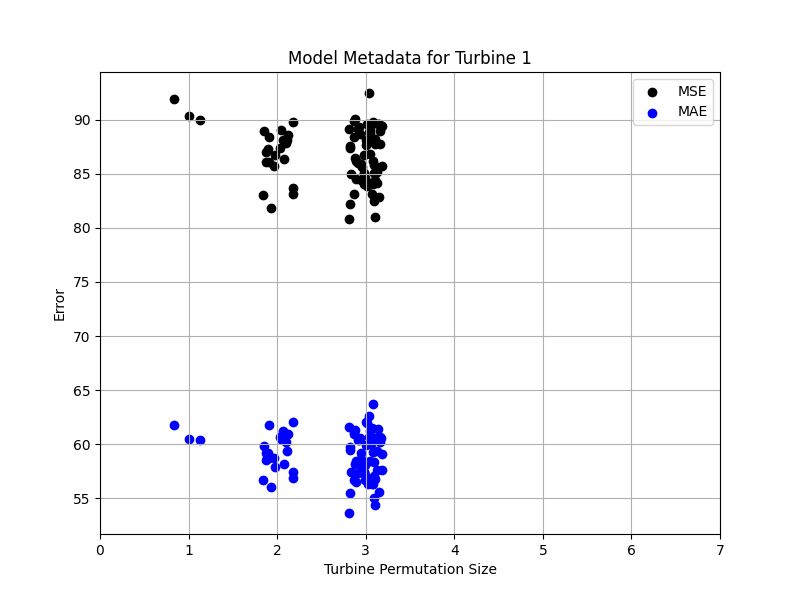 Model Metadata for Turbine 1
MSE
MAE
Error
90
85
80
75
70
65
60
55
0 1 2 3 4 5 6 7
Turbine Permutation Size